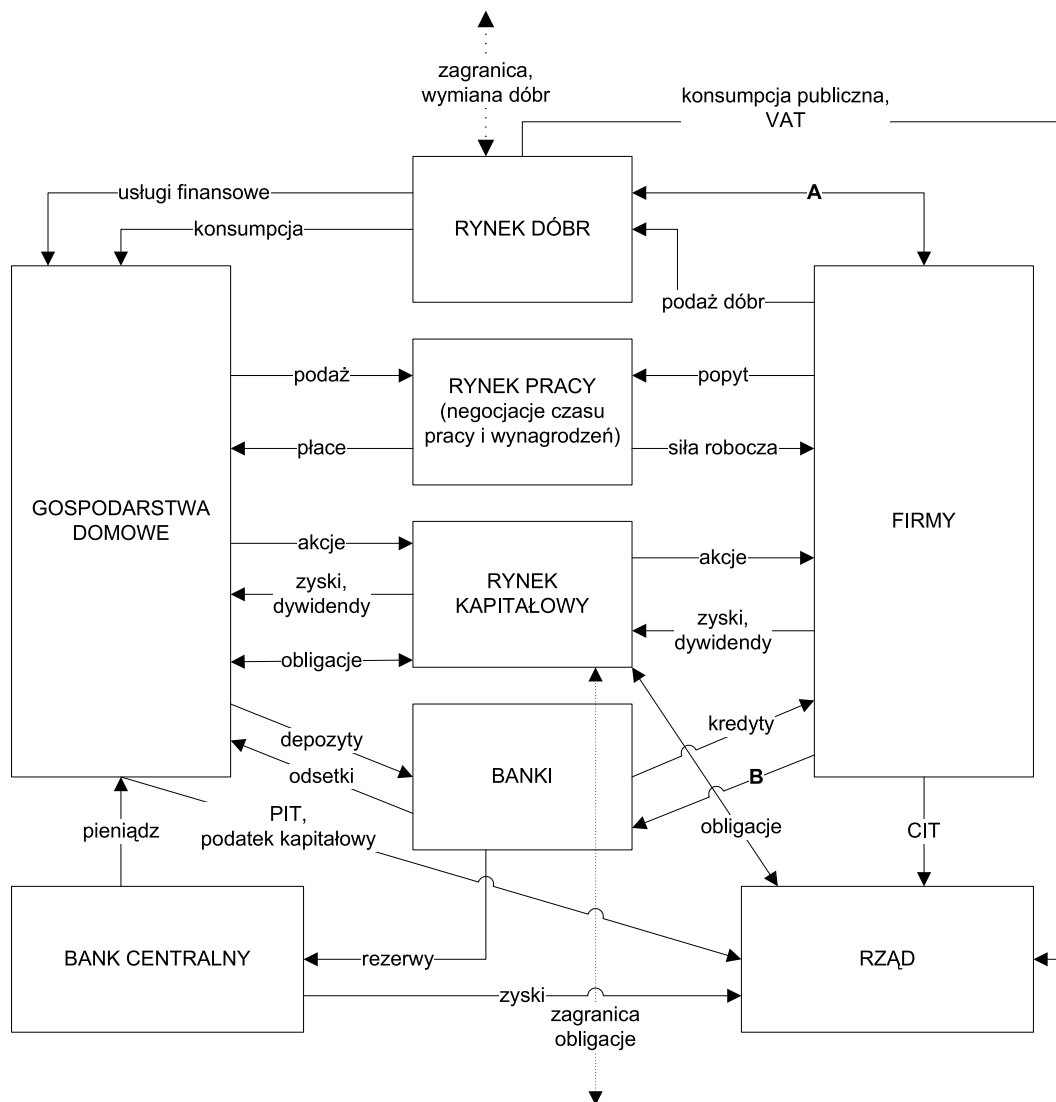 zagranica,
wymiana dóbr
konsumpcja publiczna,
VAT
usługi finansowe
A
konsumpcja
RYNEK DÓBR
podaż dóbr
podaż
RYNEK PRACY
(negocjacje czasu
pracy i wynagrodzeń)
popyt
płace
siła robocza
GOSPODARSTWA
DOMOWE
FIRMY
akcje
RYNEK
KAPITAŁOWY
akcje
zyski,
dywidendy
zyski,
dywidendy
obligacje
kredyty
depozyty
odsetki
BANKI
B
PIT,
podatek kapitałowy
pieniądz
obligacje
CIT
BANK CENTRALNY
rezerwy
RZĄD
zyski
zagranica
obligacje